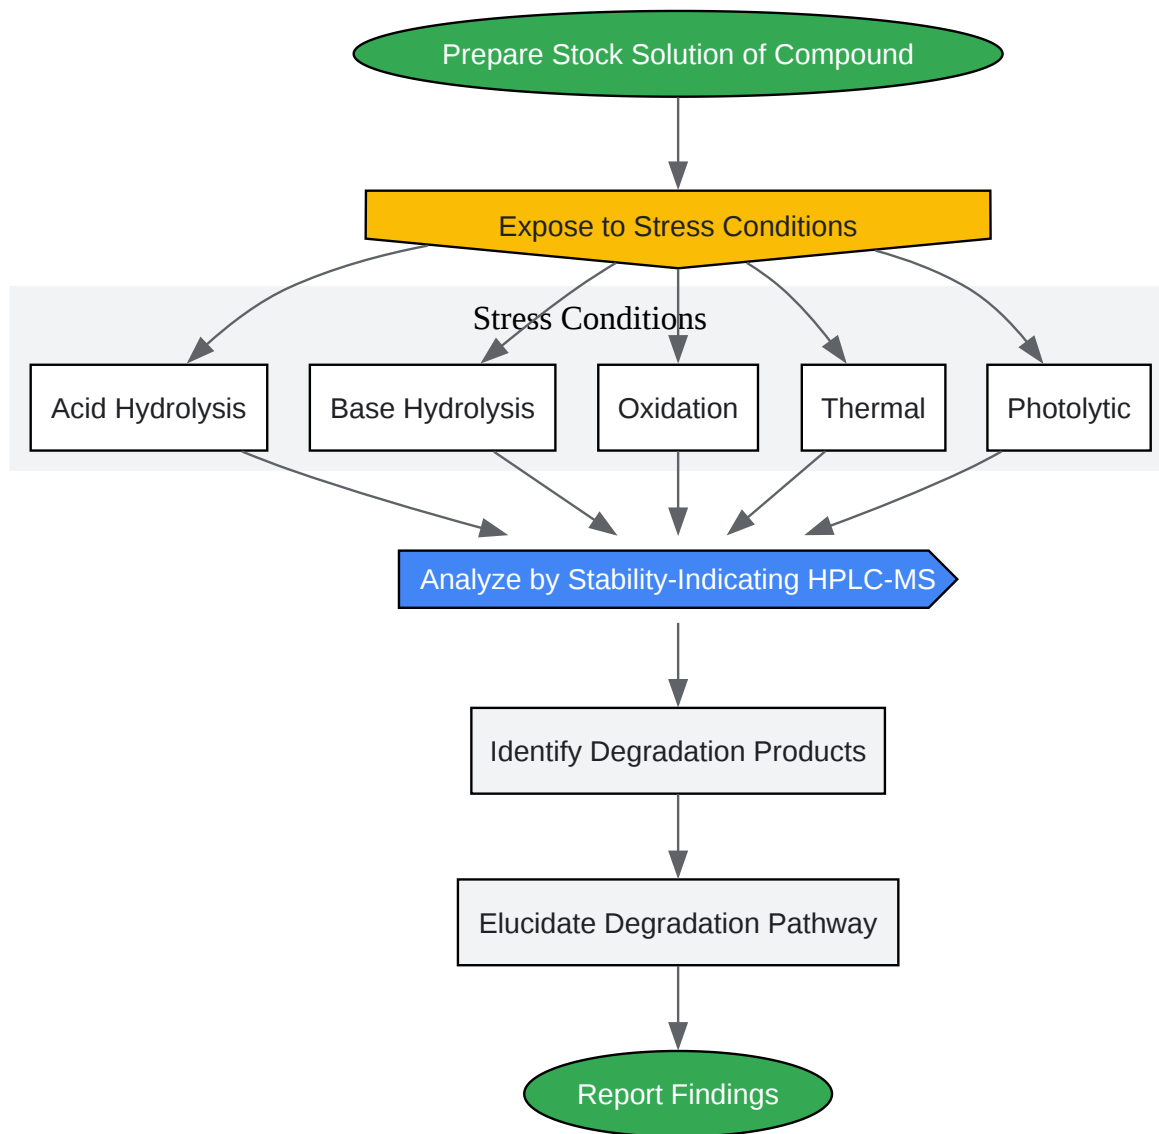 Prepare Stock Solution of Compound
Expose to Stress Conditions
Stress Conditions
Acid Hydrolysis
Base Hydrolysis
Oxidation
Thermal
Photolytic
Analyze by Stability-Indicating HPLC-MS
Identify Degradation Products
Elucidate Degradation Pathway
Report Findings